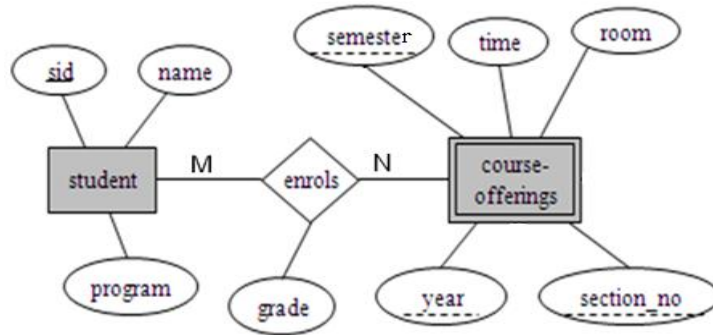 semester
time
room
sid
name
student
M
enrols
N
course-
offerings
program
grade
year
section_no